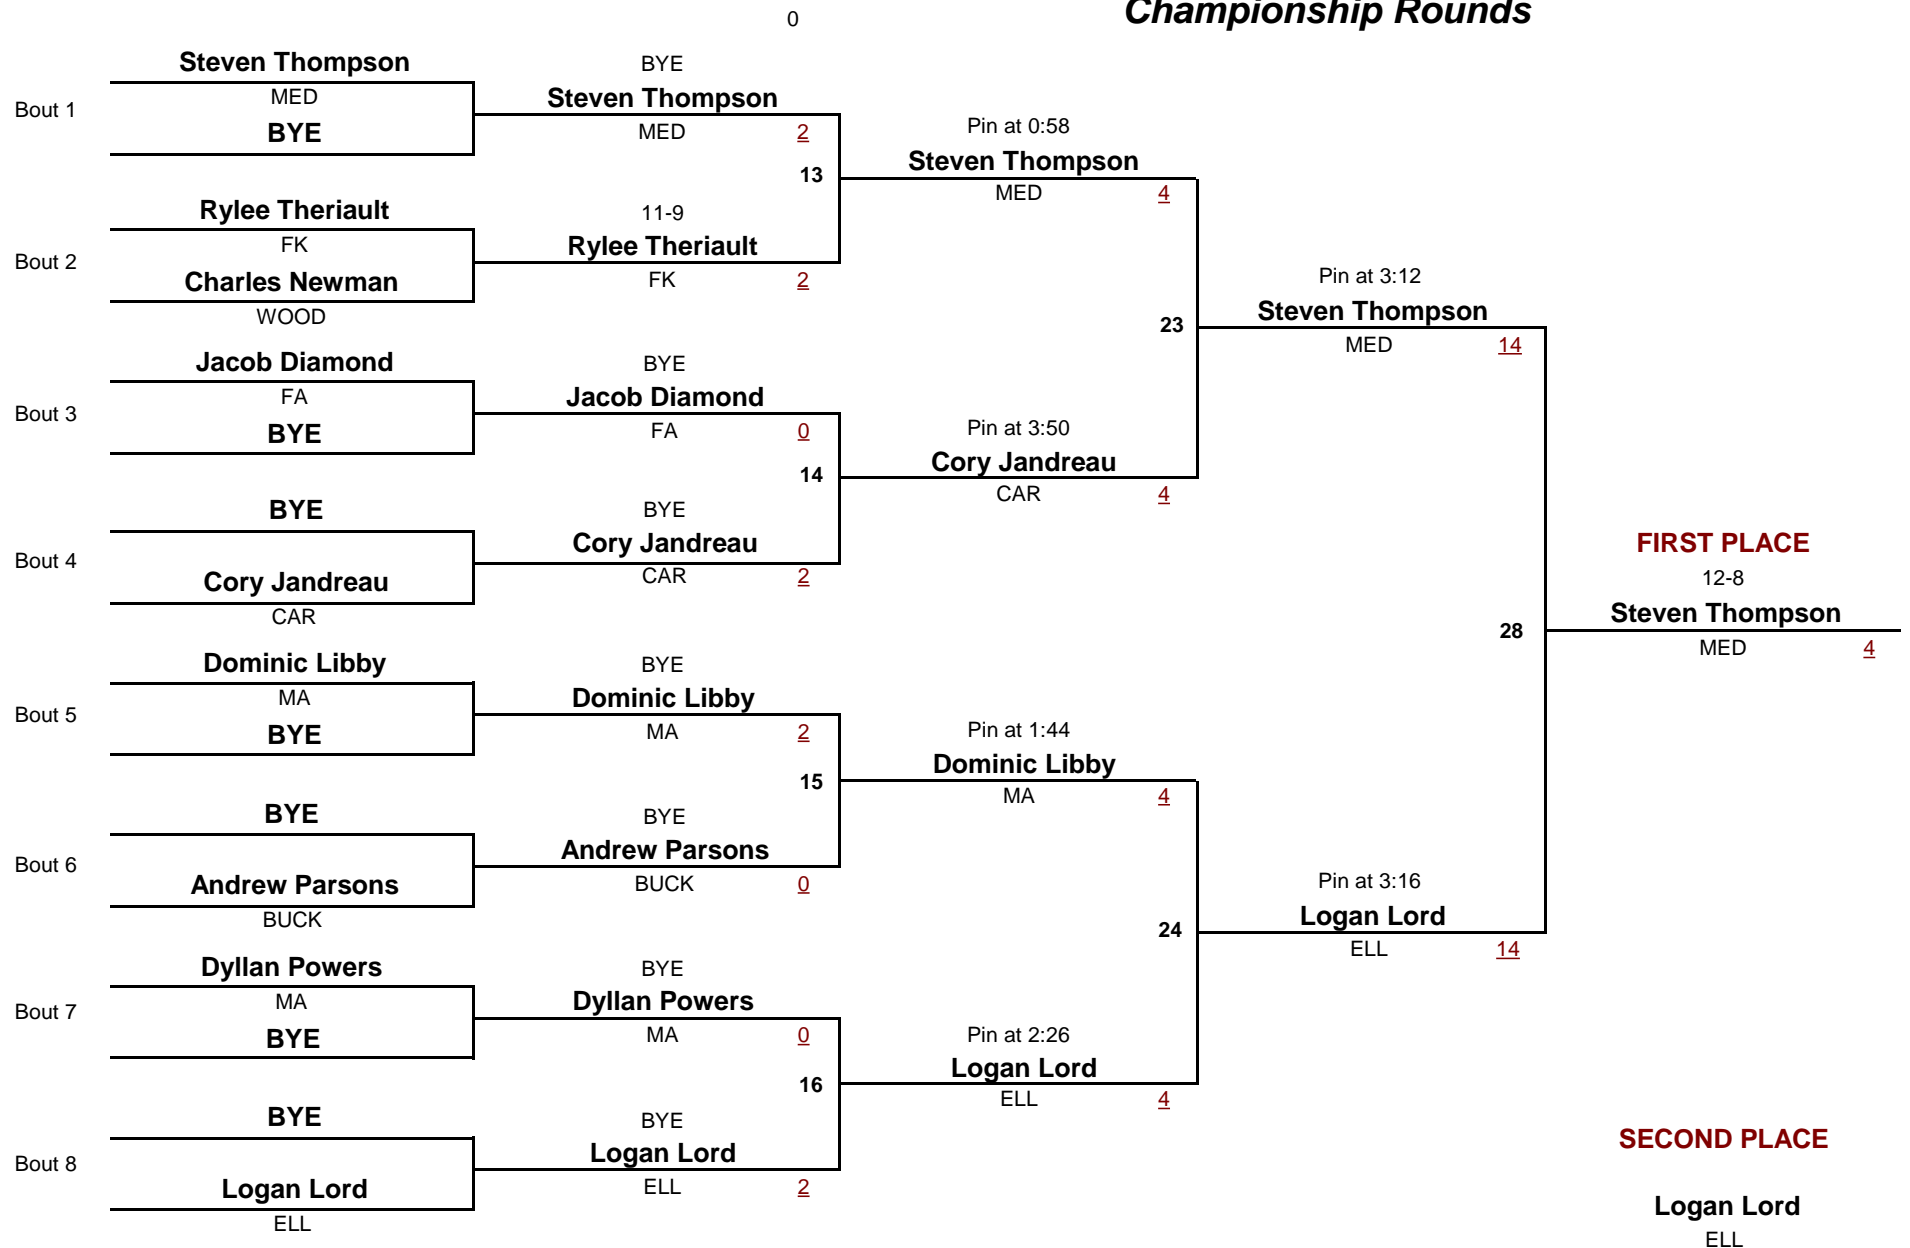 0
Championship Rounds
Steven Thompson
MED
Bout 1
BYE
Rylee Theriault
FK
Bout 2
Charles Newman
WOOD
Jacob Diamond
FA
Bout 3
BYE
BYE
Bout 4
Cory Jandreau
CAR
Dominic Libby
MA
Bout 5
BYE
BYE
Bout 6
Andrew Parsons
BUCK
Dyllan Powers
MA
Bout 7
BYE
BYE
Bout 8
Logan Lord
ELL
BYE
Steven Thompson
MED 2
13
11-9
Rylee Theriault
FK 2
BYE
Jacob Diamond
FA 0
14
BYE
Cory Jandreau
CAR 2
BYE
Dominic Libby
MA 2
15
BYE
Andrew Parsons
BUCK 0
BYE
Dyllan Powers
MA 0
16
BYE
Logan Lord
ELL 2
Pin at 0:58
Steven Thompson
MED 4
23
Pin at 3:50
Cory Jandreau
CAR 4
Pin at 1:44
Dominic Libby
MA 4
24
Pin at 2:26
Logan Lord
ELL 4
Pin at 3:12
Steven Thompson
MED 14
28
Pin at 3:16
Logan Lord
ELL 14
FIRST PLACE
12-8
Steven Thompson
MED 4
SECOND PLACE
Logan Lord
ELL